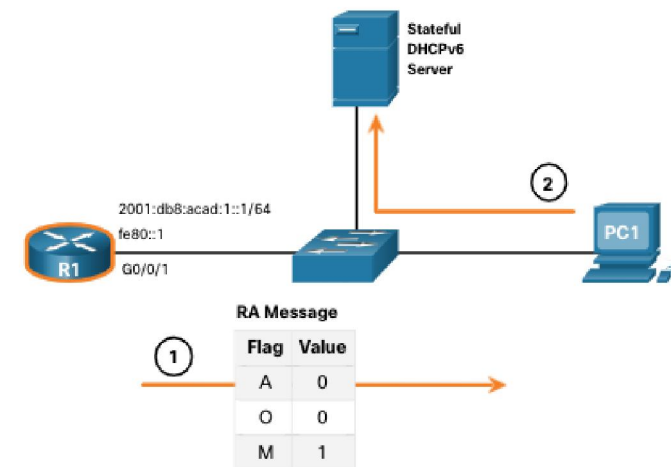 Stateful
DHCPv6
Server
2
2001:db8:acad:1::1/64
fe80::1
PC1
R1
G0/0/1
RA Message
1
Flag Value
A 0
O 0
M 1